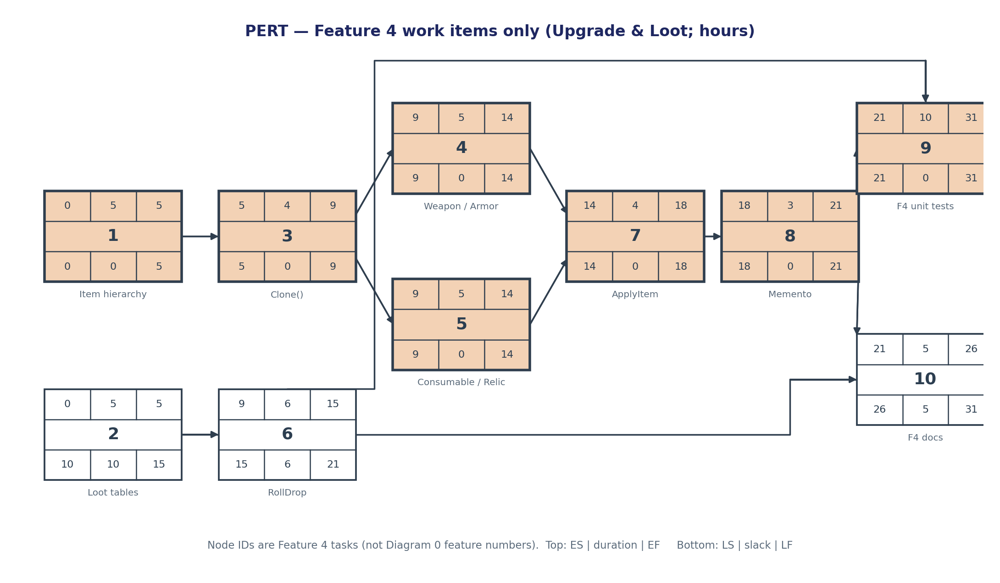 PERT — Feature 4 work items only (Upgrade & Loot; hours)
9 5 14
4
9 0 14
Weapon / Armor
21 10 31
9
21 0 31
F4 unit tests
0 5 5
1
0 0 5
Item hierarchy
5 4 9
3
5 0 9
Clone()
14 4 18
7
14 0 18
ApplyItem
18 3 21
8
18 0 21
Memento
9 5 14
5
9 0 14
Consumable / Relic
21 5 26
10
26 5 31
F4 docs
0 5 5
2
10 10 15
Loot tables
9 6 15
6
15 6 21
RollDrop
Node IDs are Feature 4 tasks (not Diagram 0 feature numbers).  Top: ES | duration | EF     Bottom: LS | slack | LF